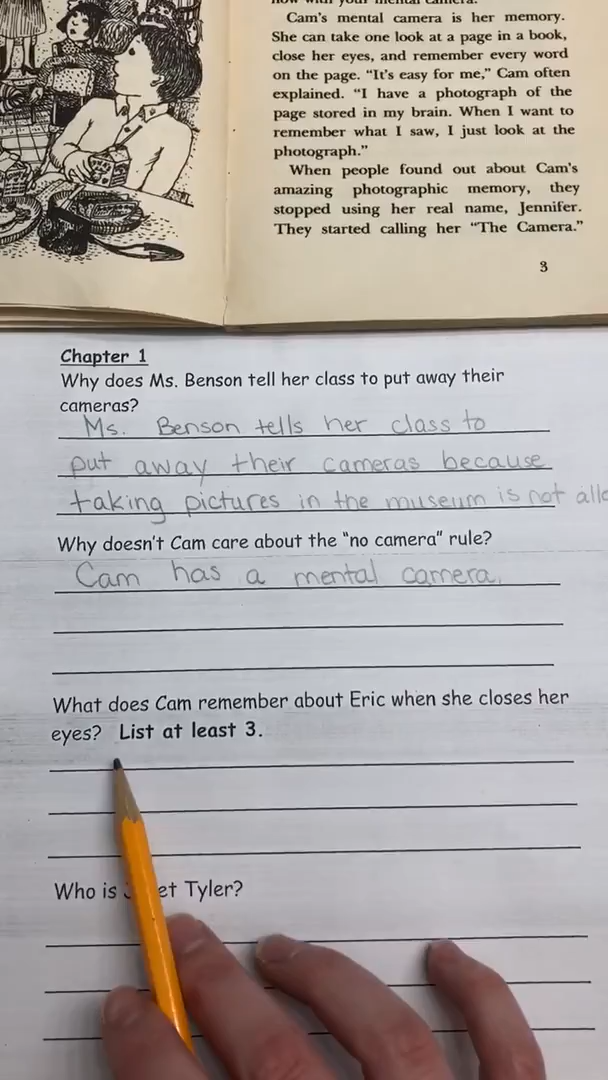 now with your mental camera."
Cam's mental camera is her memory.
She can take one look at a page in a book,
close her eyes, and remember every word
on the page. "It's easy for me," Cam often
explained. "I have a photograph of the
page stored in my brain. When I want to
remember what I saw, I just look at the
photograph."
When people found out about Cam's
amazing photographic memory, they
stopped using her real name, Jennifer.
They started calling her "The Camera."
3
Chapter 1
Why does Ms. Benson tell her class to put away their
cameras?
Ms. Benson tells her class to
put away their cameras because
taking pictures in the museum is not allo
Why doesn't Cam care about the "no camera" rule?
Cam has a mental camera.
What does Cam remember about Eric when she closes her
eyes? List at least 3.
Who is et Tyler?